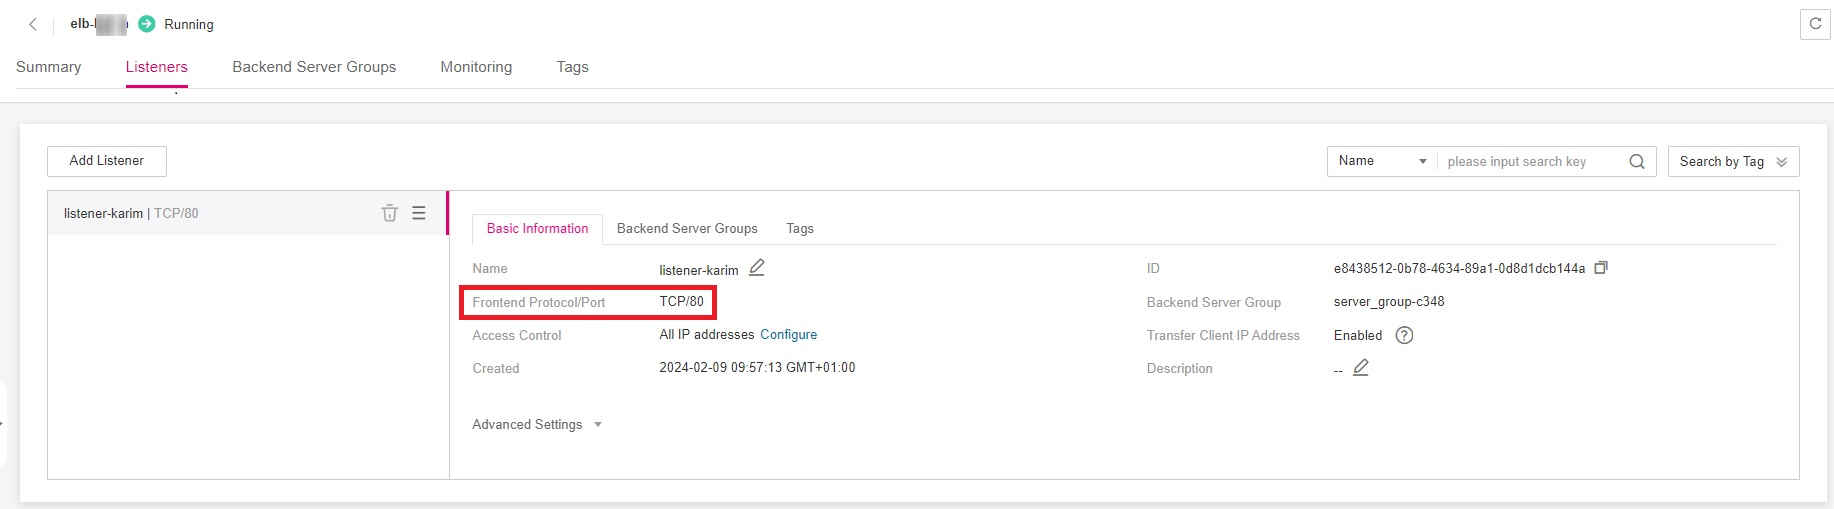 elb-
Running
Summary Listeners Backend Server Groups Monitoring Tags
Add Listener
Name please input search key Search by Tag
listener-karim | TCP/80
Basic Information Backend Server Groups Tags
Name listener-karim ID e8438512-0b78-4634-89a1-0d8d1dcb144a
Frontend Protocol/Port TCP/80 Backend Server Group server_group-c348
Access Control All IP addresses Configure Transfer Client IP Address Enabled
Created 2024-02-09 09:57:13 GMT+01:00 Description --
Advanced Settings